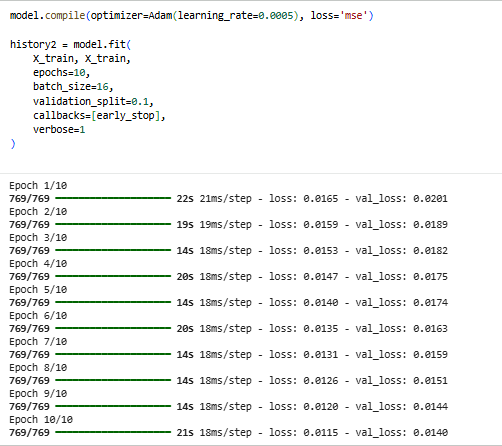 model.compile(optimizer=Adam(learning_rate=0.0005), loss='mse')
history2 = model.fit(
    X_train, X_train,
    epochs=10,
    batch_size=16,
    validation_split=0.1,
    callbacks=[early_stop],
    verbose=1
)
Epoch 1/10
769/769 ━━━━━━━━━━━━━━━━━━━━ 22s 21ms/step - loss: 0.0165 - val_loss: 0.0201
Epoch 2/10
769/769 ━━━━━━━━━━━━━━━━━━━━ 19s 19ms/step - loss: 0.0159 - val_loss: 0.0189
Epoch 3/10
769/769 ━━━━━━━━━━━━━━━━━━━━ 14s 18ms/step - loss: 0.0153 - val_loss: 0.0182
Epoch 4/10
769/769 ━━━━━━━━━━━━━━━━━━━━ 20s 18ms/step - loss: 0.0147 - val_loss: 0.0175
Epoch 5/10
769/769 ━━━━━━━━━━━━━━━━━━━━ 14s 18ms/step - loss: 0.0140 - val_loss: 0.0174
Epoch 6/10
769/769 ━━━━━━━━━━━━━━━━━━━━ 20s 18ms/step - loss: 0.0135 - val_loss: 0.0163
Epoch 7/10
769/769 ━━━━━━━━━━━━━━━━━━━━ 14s 18ms/step - loss: 0.0131 - val_loss: 0.0159
Epoch 8/10
769/769 ━━━━━━━━━━━━━━━━━━━━ 14s 18ms/step - loss: 0.0126 - val_loss: 0.0151
Epoch 9/10
769/769 ━━━━━━━━━━━━━━━━━━━━ 14s 18ms/step - loss: 0.0120 - val_loss: 0.0144
Epoch 10/10
769/769 ━━━━━━━━━━━━━━━━━━━━ 21s 18ms/step - loss: 0.0115 - val_loss: 0.0140